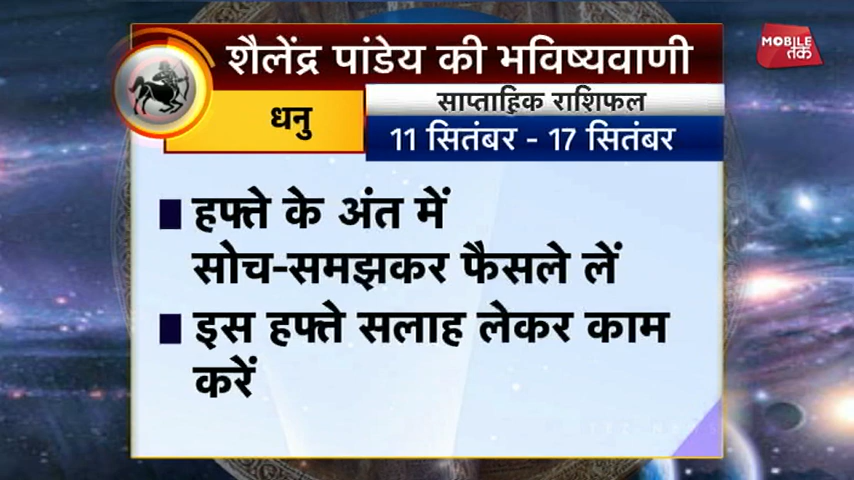 MOBILE
तक
शैलेंद्र पांडेय की भविष्यवाणी
धनु
साप्ताहिक राशिफल
11 सितंबर - 17 सितंबर
हफ्ते के अंत में
सोच-समझकर फैसले लें
इस हफ्ते सलाह लेकर काम
करें